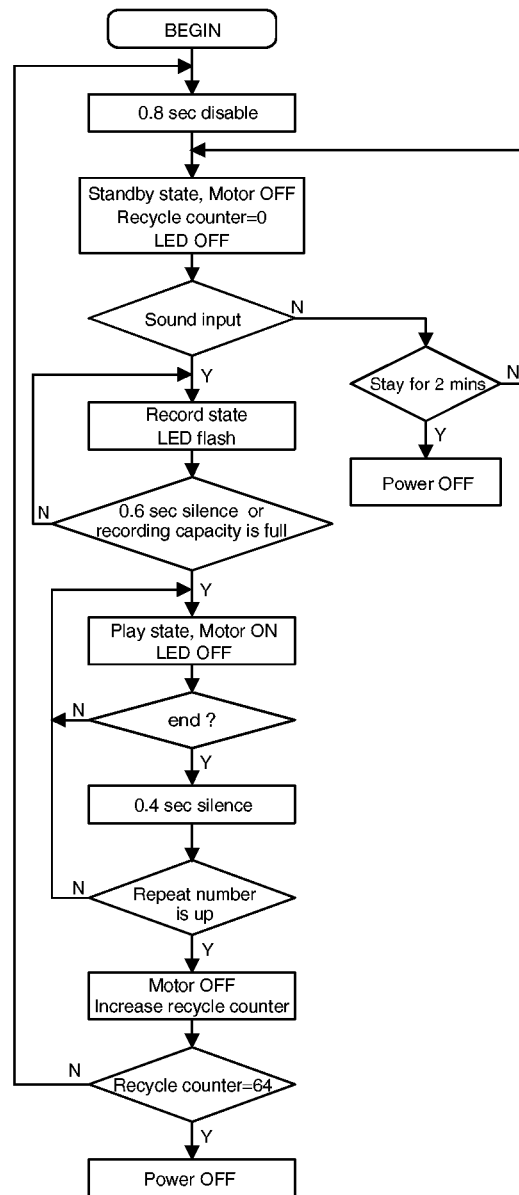 BEGIN
0.8 sec disable
Standby state, Motor OFF
Recycle counter=0
LED OFF
Sound input
N
Y
Stay for 2 mins
N
Y
Power OFF
Record state
LED flash
0.6 sec silence or
recording capacity is full
N
Y
Play state, Motor ON
LED OFF
end ?
N
Y
0.4 sec silence
Repeat number
is up
N
Y
Motor OFF
Increase recycle counter
Recycle counter=64
N
Y
Power OFF